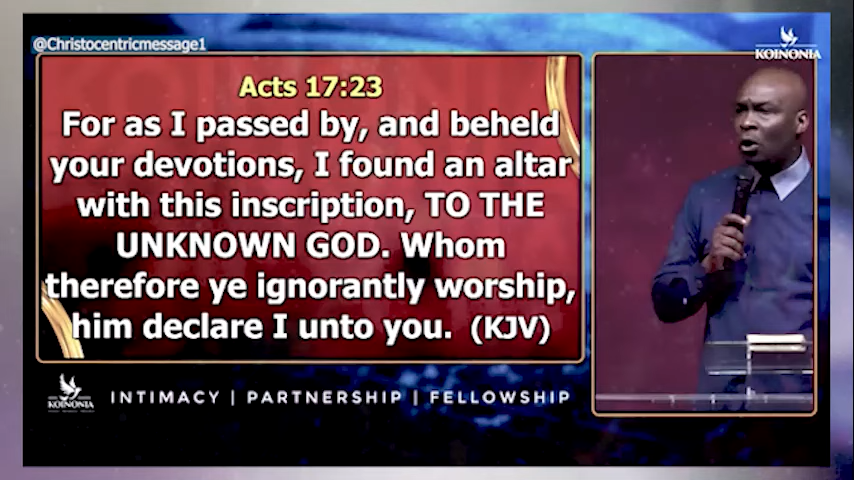 @Christocentricmessage1
KOINONIA
Acts 17:23
For as I passed by, and beheld
your devotions, I found an altar
with this inscription, TO THE
UNKNOWN GOD. Whom
therefore ye ignorantly worship,
him declare I unto you. (KJV)
KOINONIA
INTIMACY | PARTNERSHIP | FELLOWSHIP